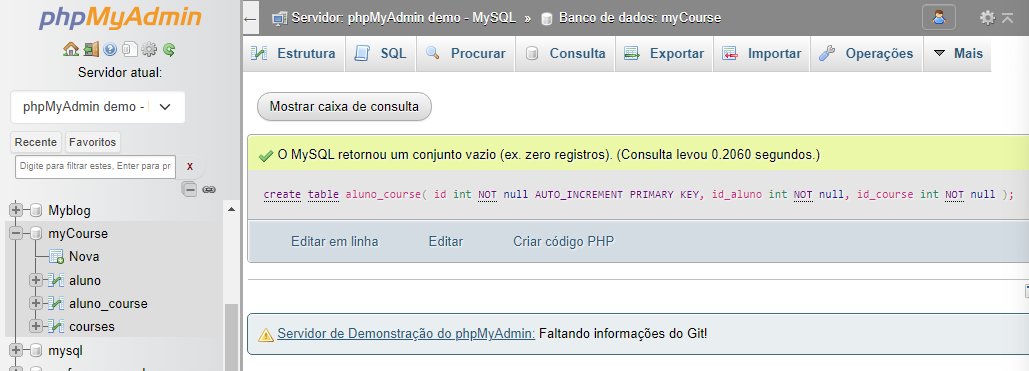 phpMyAdmin
Servidor atual:
phpMyAdmin demo -
Recente Favoritos
Digite para filtrar estes, Enter para pr X
Myblog
myCourse
Nova
aluno
aluno_course
courses
mysql
Servidor: phpMyAdmin demo - MySQL » Banco de dados: myCourse
Estrutura SQL Procurar Consulta Exportar Importar Operações Mais
Mostrar caixa de consulta
O MySQL retornou um conjunto vazio (ex. zero registros). (Consulta levou 0.2060 segundos.)
create table aluno_course( id int NOT null AUTO_INCREMENT PRIMARY KEY, id_aluno int NOT null, id_course int NOT null );
Editar em linha Editar Criar código PHP
Servidor de Demonstração do phpMyAdmin: Faltando informações do Git!